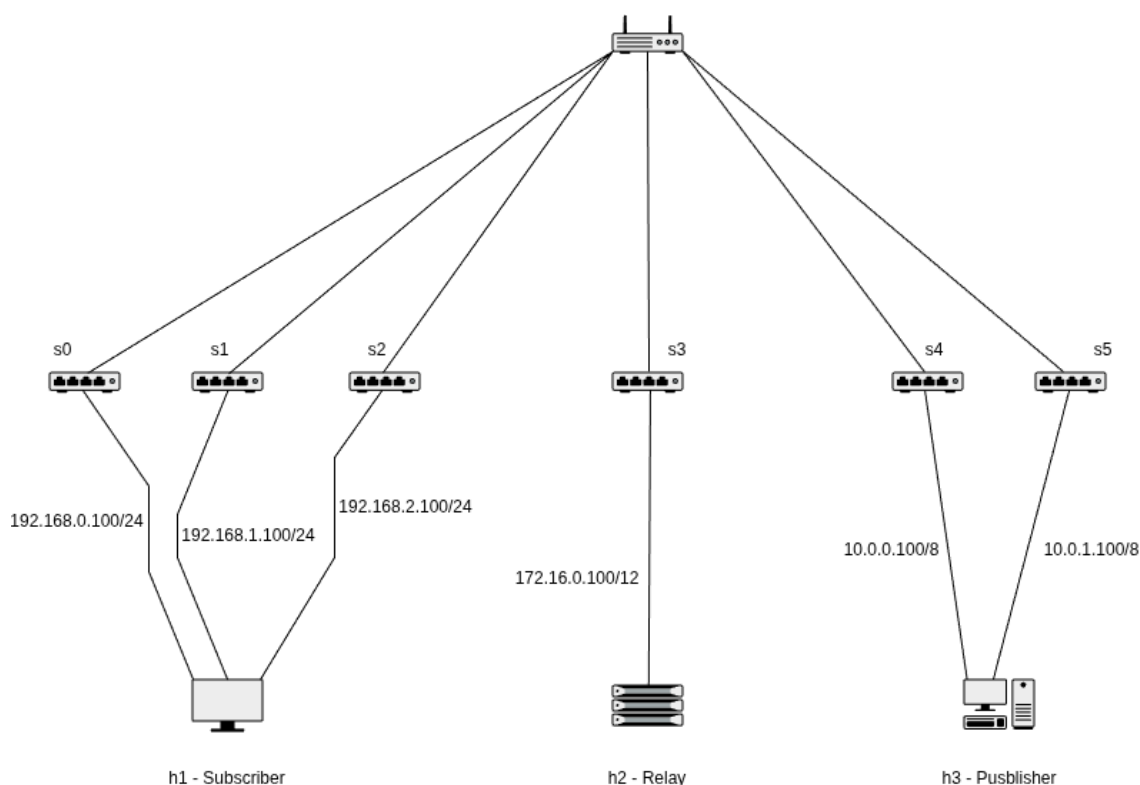 s0
s1
s2
s3
s4
s5
192.168.0.100/24
192.168.1.100/24
192.168.2.100/24
172.16.0.100/12
10.0.0.100/8
10.0.1.100/8
h1 - Subscriber
h2 - Relay
h3 - Pusblisher